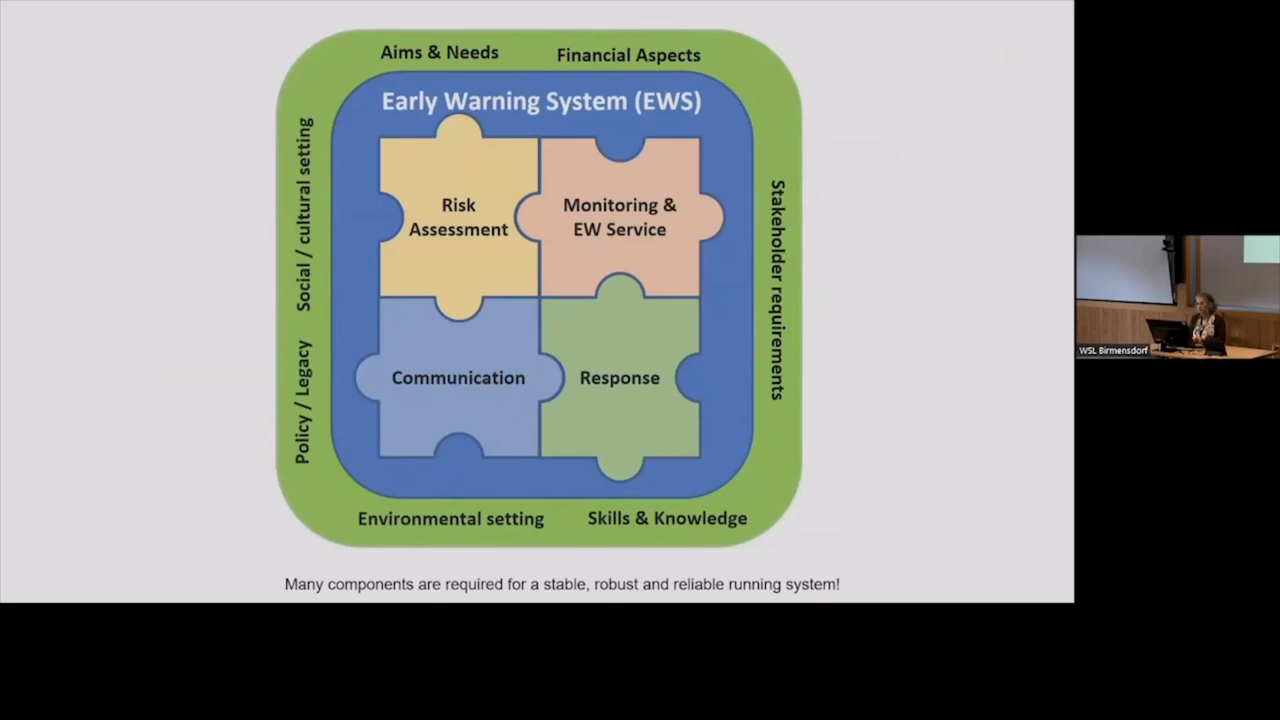 Aims & Needs
Financial Aspects
Early Warning System (EWS)
Social / cultural setting
Policy / Legacy
Risk
Assessment
Monitoring &
EW Service
Communication
Response
Stakeholder requirements
Environmental setting
Skills & Knowledge
Many components are required for a stable, robust and reliable running system!
WSL Birmensdorf